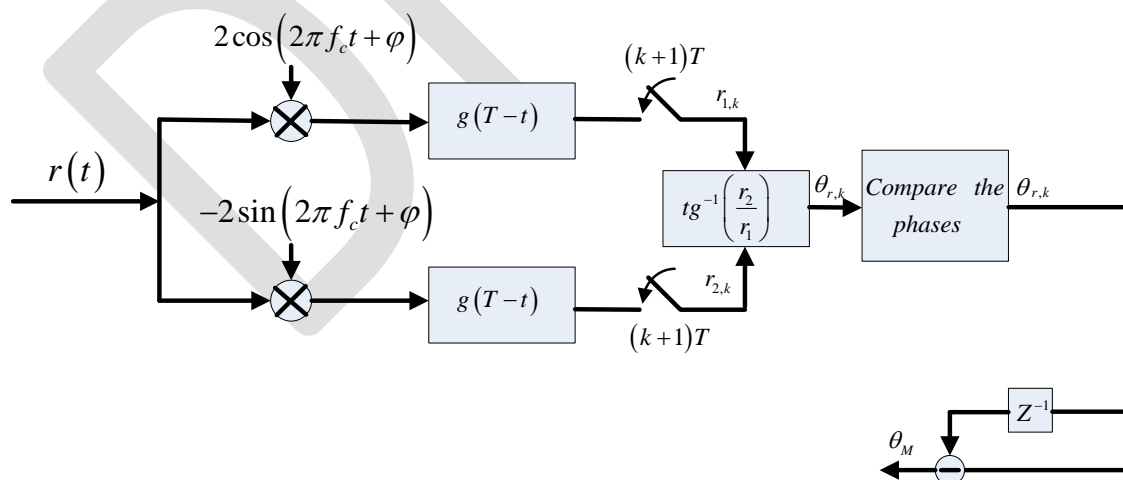 2cos(2πf_c t+φ)
(k+1)T
r_{1,k}
g(T−t)
r(t)
tg^{-1}(r_2/r_1)
θ_{r,k}
Compare the
phases
θ_{r,k}
−2sin(2πf_c t+φ)
g(T−t)
r_{2,k}
(k+1)T
Z^{-1}
θ_M